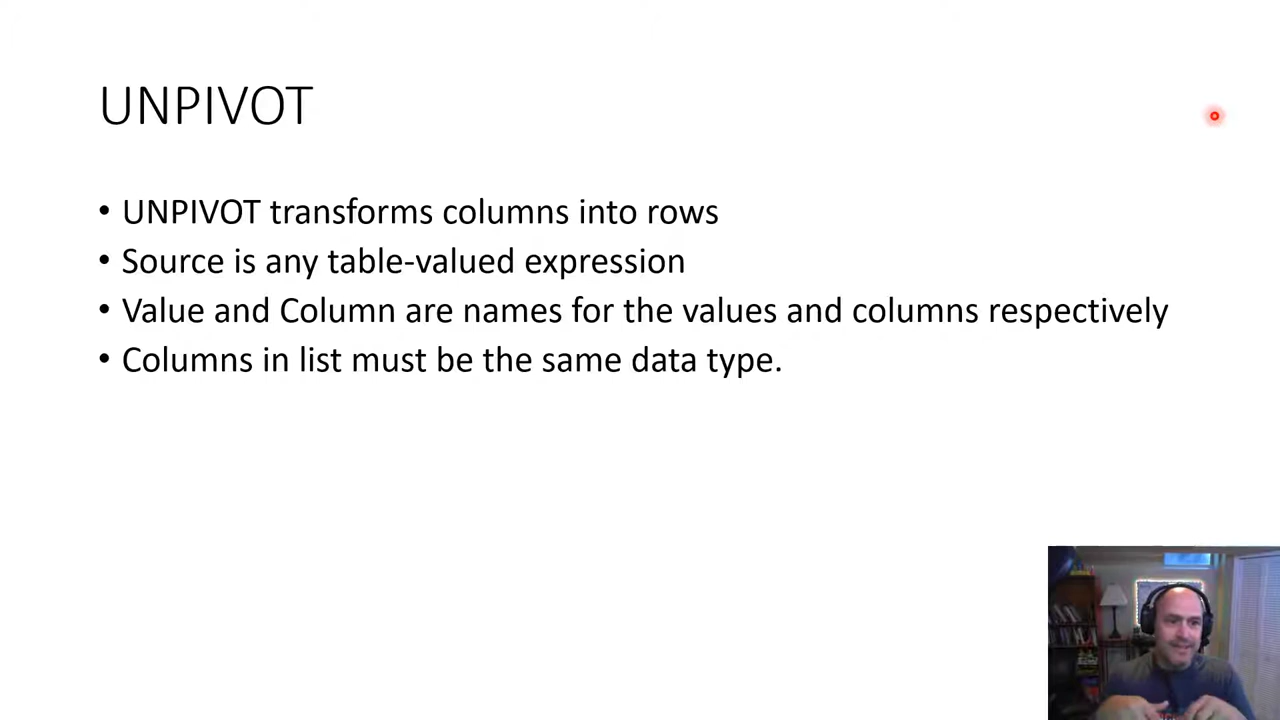 UNPIVOT
• UNPIVOT transforms columns into rows
• Source is any table-valued expression
• Value and Column are names for the values and columns respectively
• Columns in list must be the same data type.